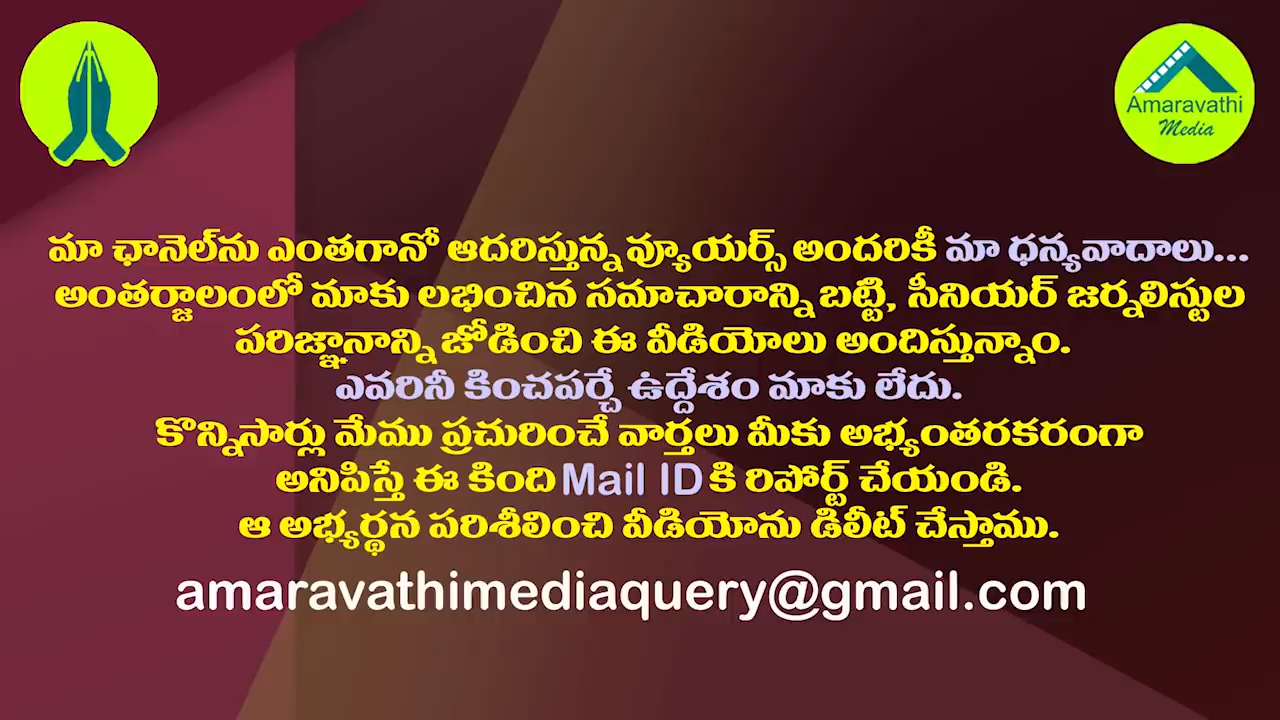 Amaravathi
Media
మా ఛానెల్‌ను ఎంతగానో ఆదరిస్తున్న వ్యూయర్స్ అందరికీ మా ధన్యవాదాలు...
అంతర్జాలంలో మాకు లభించిన సమాచారాన్ని బట్టి, సీనియర్ జర్నలిస్టుల
పరిజ్ఞానాన్ని జోడించి ఈ వీడియోలు అందిస్తున్నాం.
ఎవరినీ కించపర్చే ఉద్దేశం మాకు లేదు.
కొన్నిసార్లు మేము ప్రచురించే వార్తలు మీకు అభ్యంతరకరంగా
అనిపిస్తే ఈ కింది Mail ID కి రిపోర్ట్ చేయండి.
ఆ అభ్యర్థన పరిశీలించి వీడియోను డిలీట్ చేస్తాము.
amaravathimediaquery@gmail.com